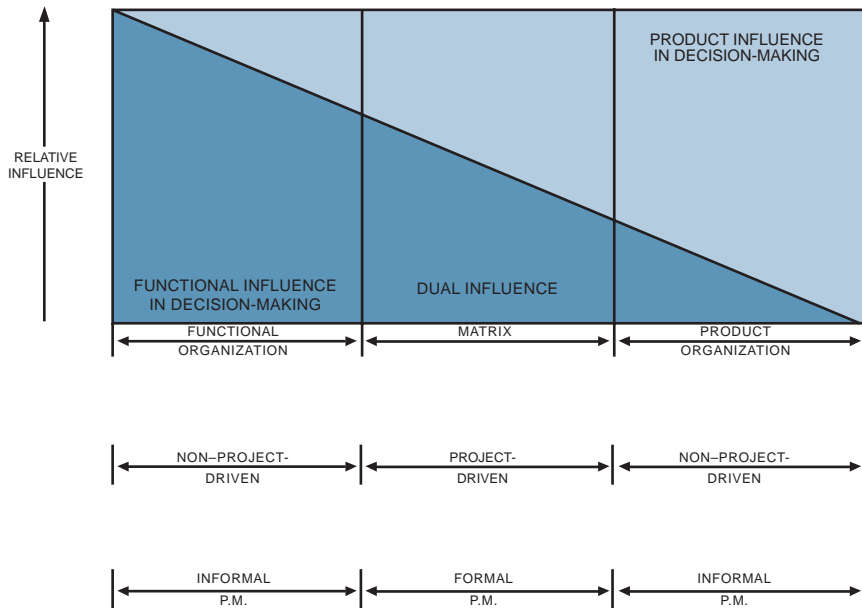 PRODUCT INFLUENCE
IN DECISION-MAKING
RELATIVE
INFLUENCE
FUNCTIONAL INFLUENCE
IN DECISION-MAKING
DUAL INFLUENCE
FUNCTIONAL
ORGANIZATION
MATRIX
PRODUCT
ORGANIZATION
NON–PROJECT-
DRIVEN
PROJECT-
DRIVEN
NON–PROJECT-
DRIVEN
INFORMAL
P.M.
FORMAL
P.M.
INFORMAL
P.M.